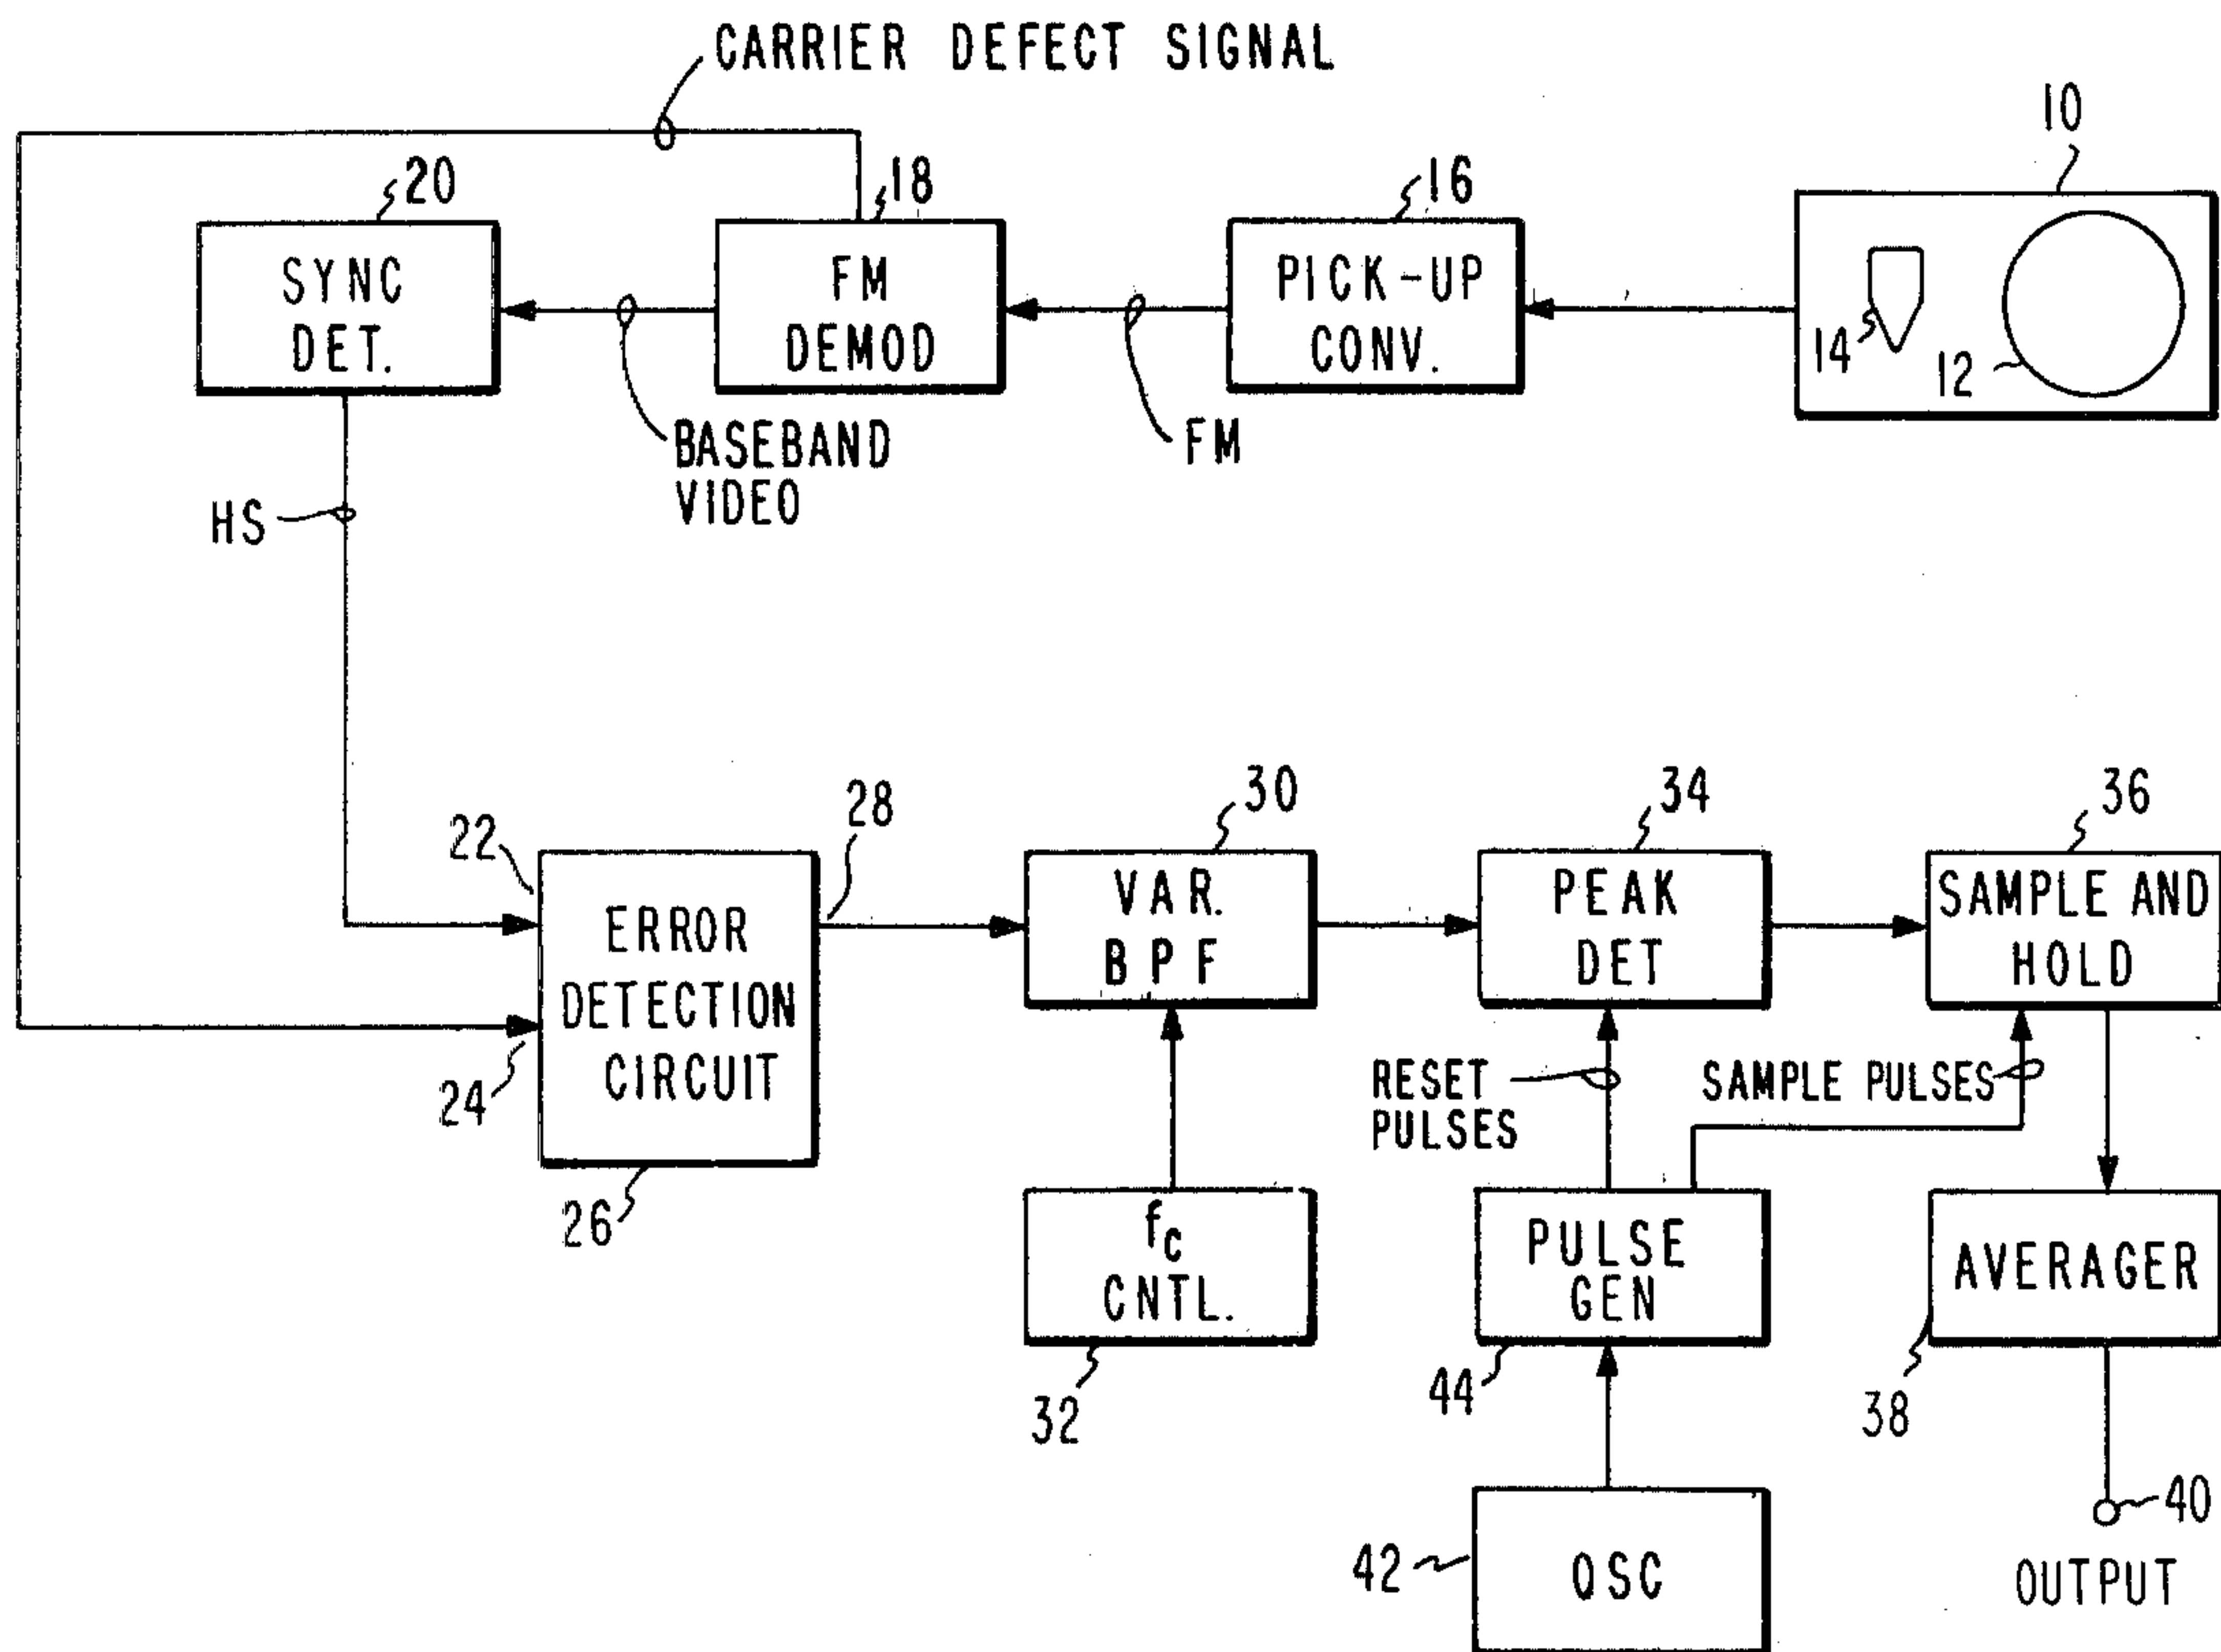 CARRIER DEFECT SIGNAL
10
20
18
16
SYNC
DET.
FM
DEMOD
PICK-UP
CONV.
14
12
BASEBAND
VIDEO
FM
HS
22
28
30
34
36
ERROR
DETECTION
CIRCUIT
VAR.
BPF
PEAK
DET
SAMPLE AND
HOLD
24
RESET
PULSES
SAMPLE PULSES
26
fc
CNTL.
PULSE
GEN
AVERAGER
32
44
38
42
OSC
40
OUTPUT